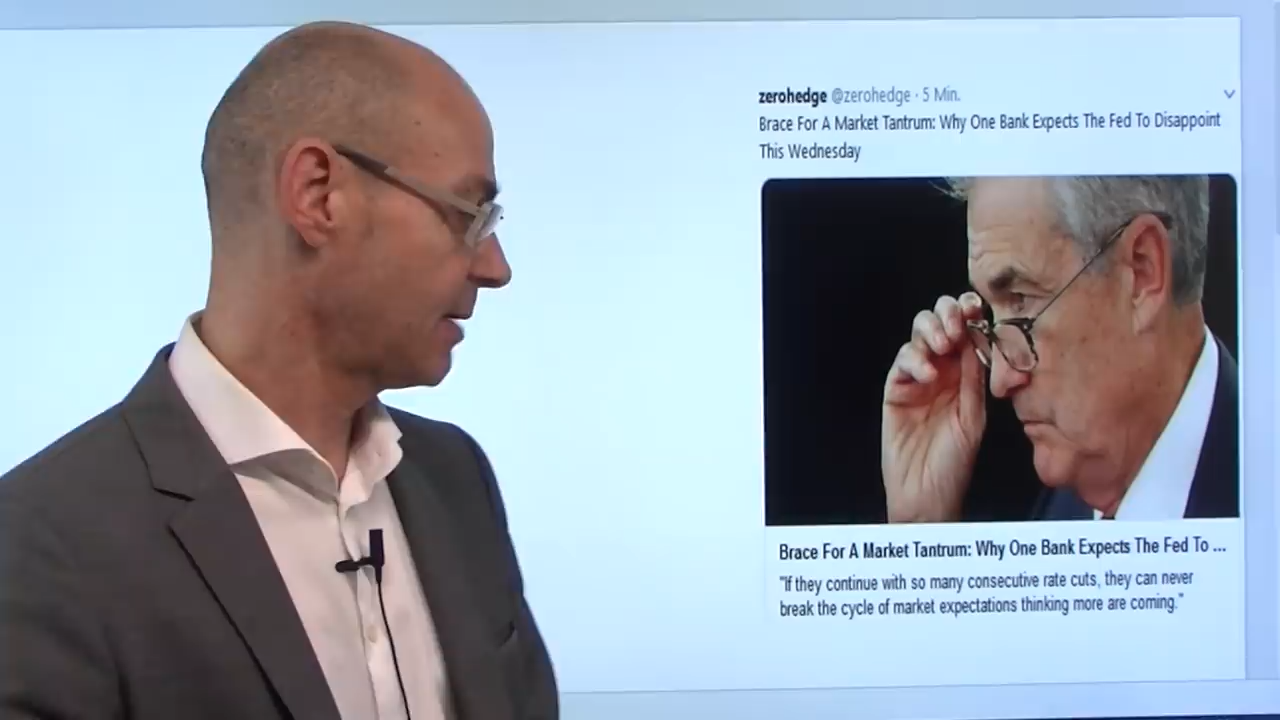 zerohedge @zerohedge · 5 Min.
Brace For A Market Tantrum: Why One Bank Expects The Fed To Disappoint
This Wednesday
Brace For A Market Tantrum: Why One Bank Expects The Fed To ...
"If they continue with so many consecutive rate cuts, they can never
break the cycle of market expectations thinking more are coming."